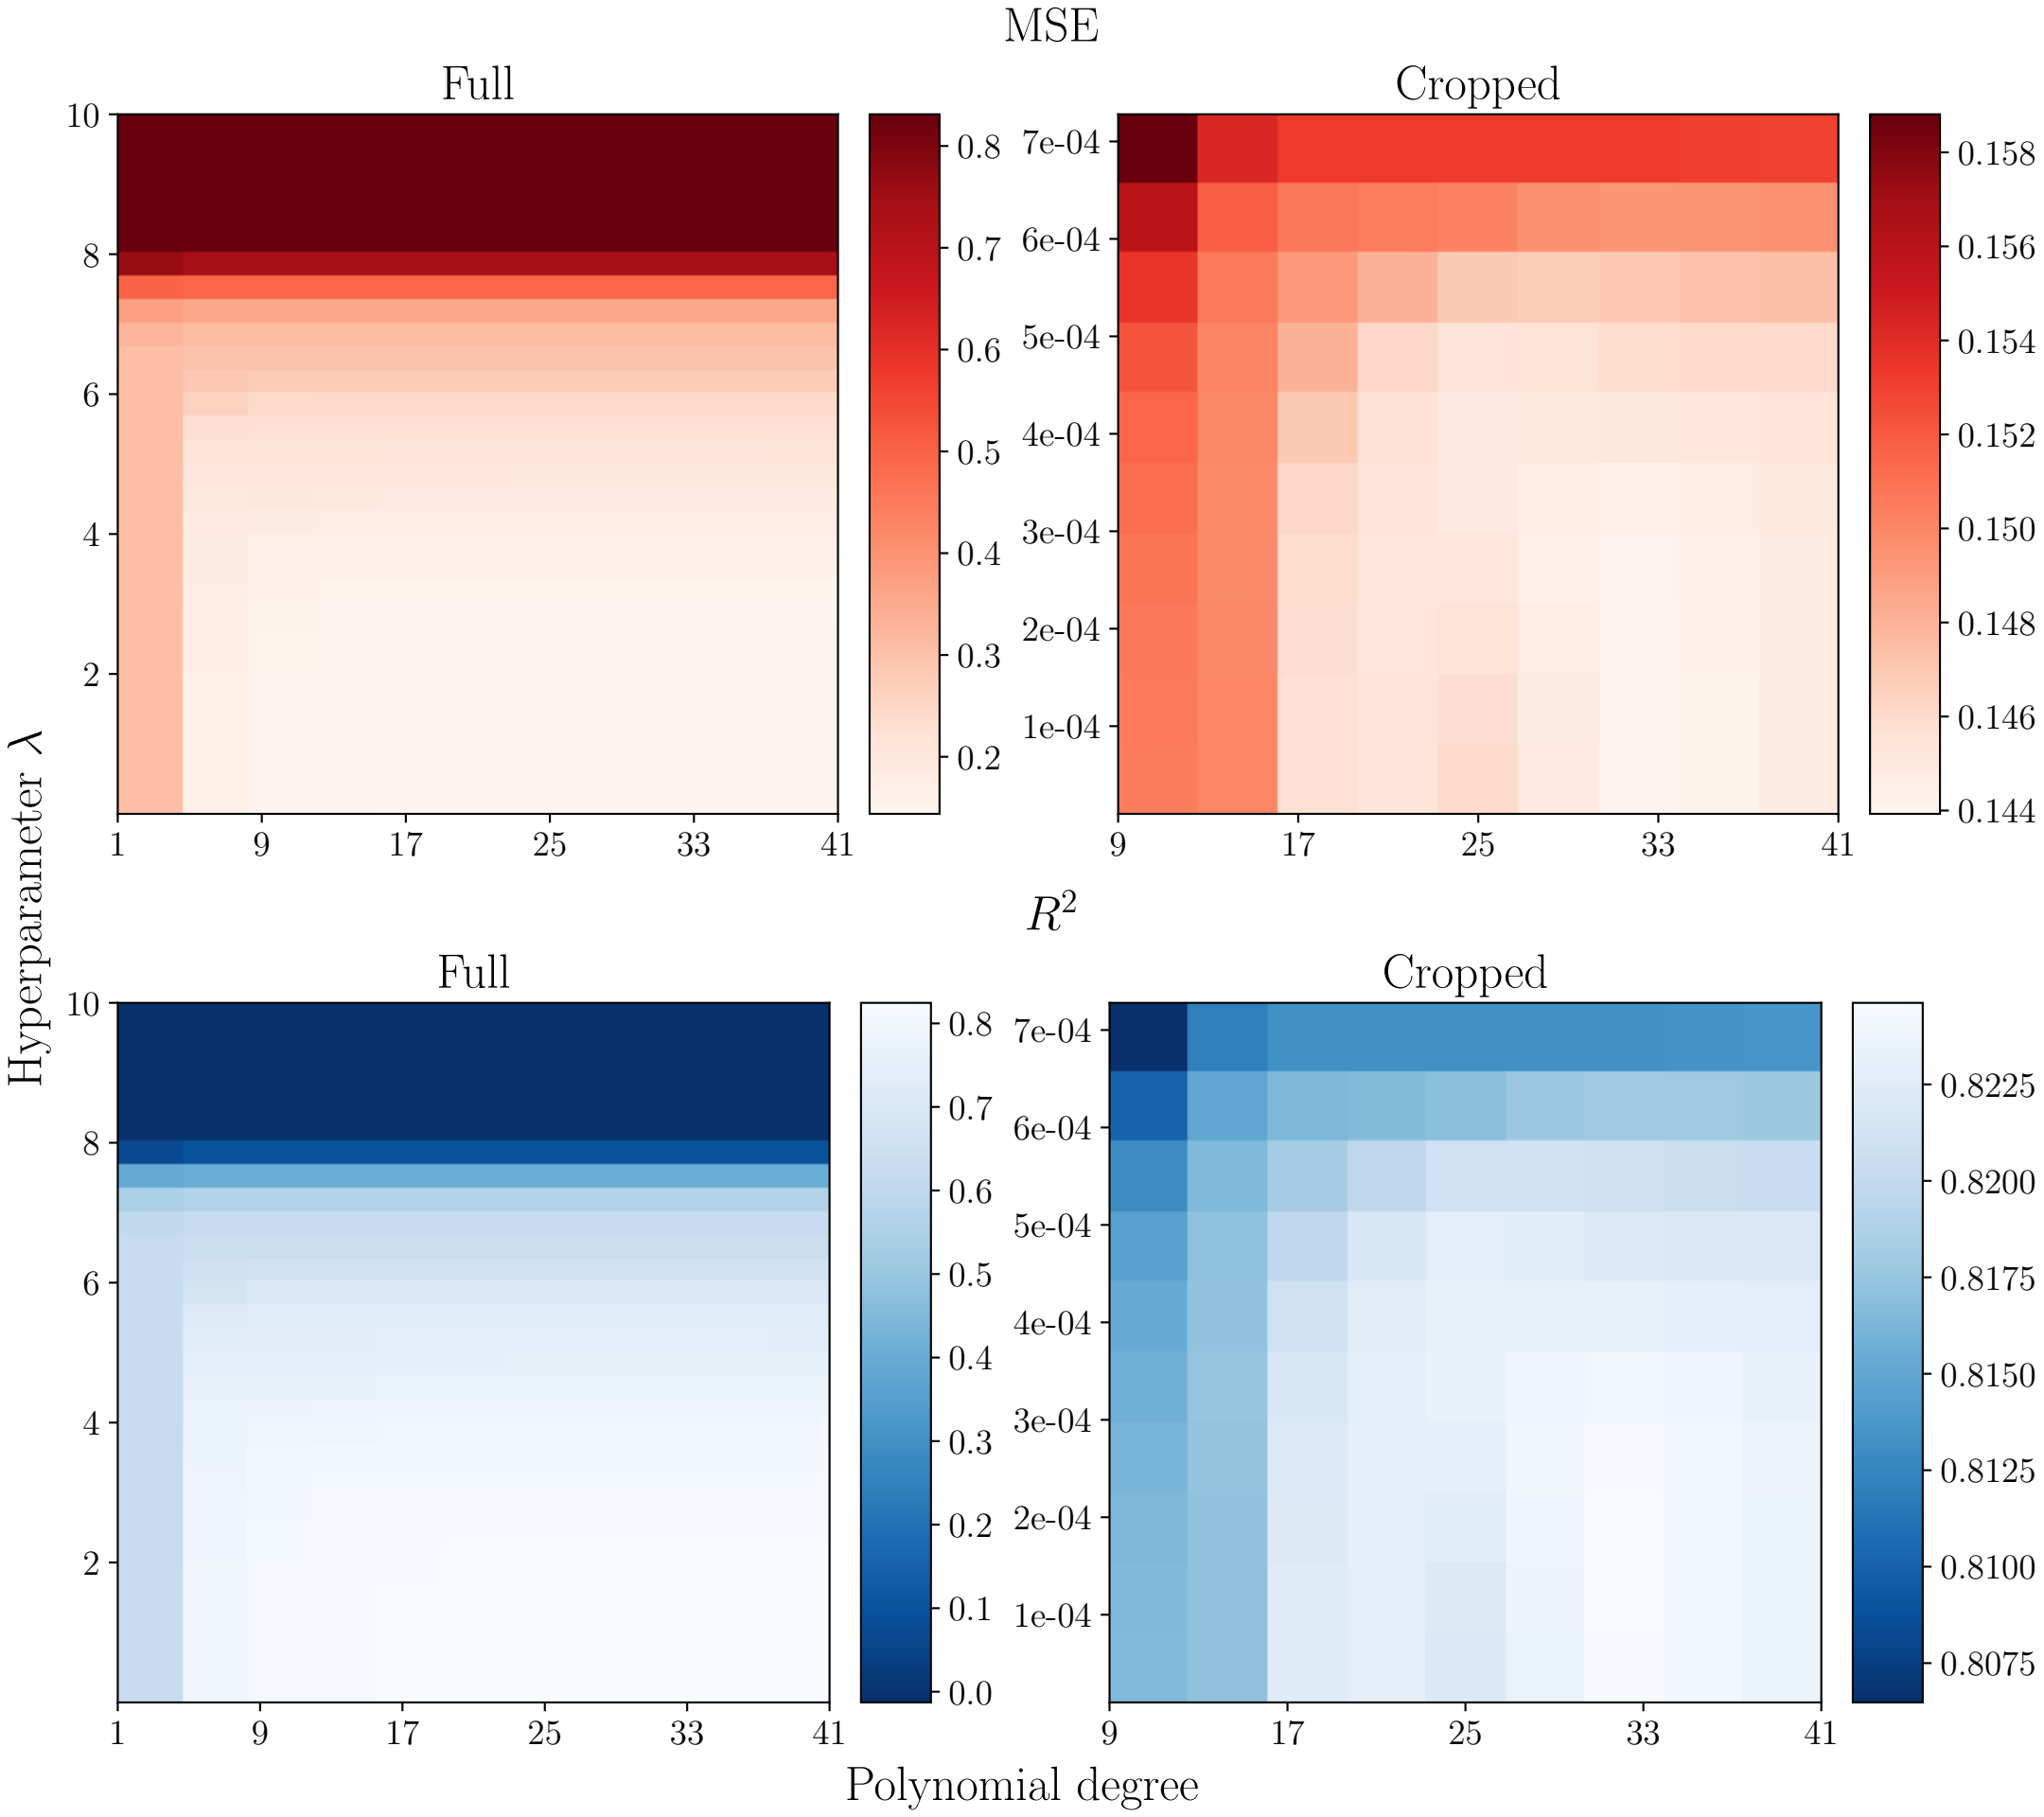 MSE
Full
Cropped
10
8
6
4
2
1
9
17
25
33
41
0.8
0.7
0.6
0.5
0.4
0.3
0.2
7e-04
6e-04
5e-04
4e-04
3e-04
2e-04
1e-04
9
17
25
33
41
0.158
0.156
0.154
0.152
0.150
0.148
0.146
0.144
Hyperparameter λ
R²
Full
Cropped
10
8
6
4
2
1
9
17
25
33
41
0.8
0.7
0.6
0.5
0.4
0.3
0.2
0.1
0.0
7e-04
6e-04
5e-04
4e-04
3e-04
2e-04
1e-04
9
17
25
33
41
0.8225
0.8200
0.8175
0.8150
0.8125
0.8100
0.8075
Polynomial degree